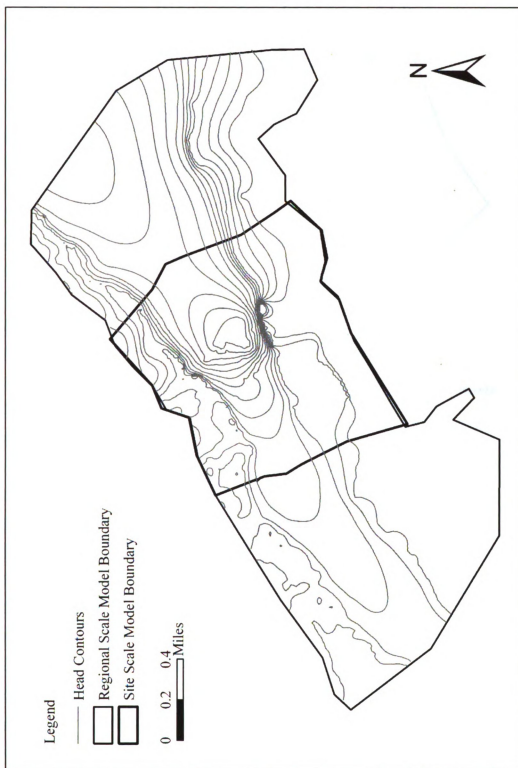 Legend
Head Contours
Regional Scale Model Boundary
Site Scale Model Boundary
0 0.2 0.4
Miles
N